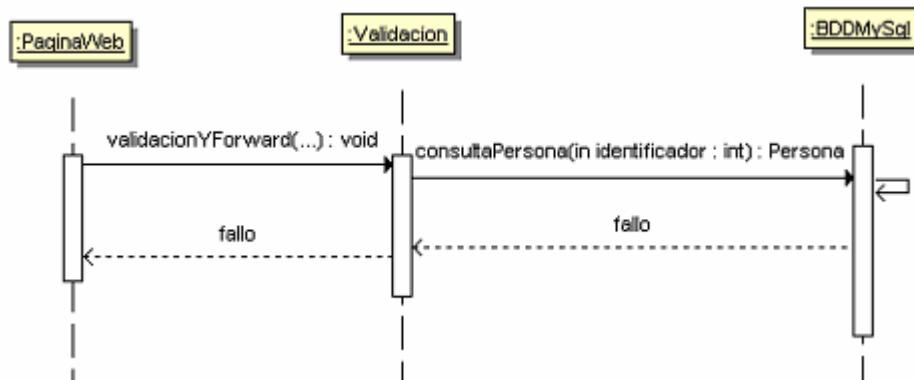 :PaginaWeb
:Validacion
:BDDMySql
validacionYForward(...) : void
consultaPersona(in identificador : int) : Persona
fallo
fallo